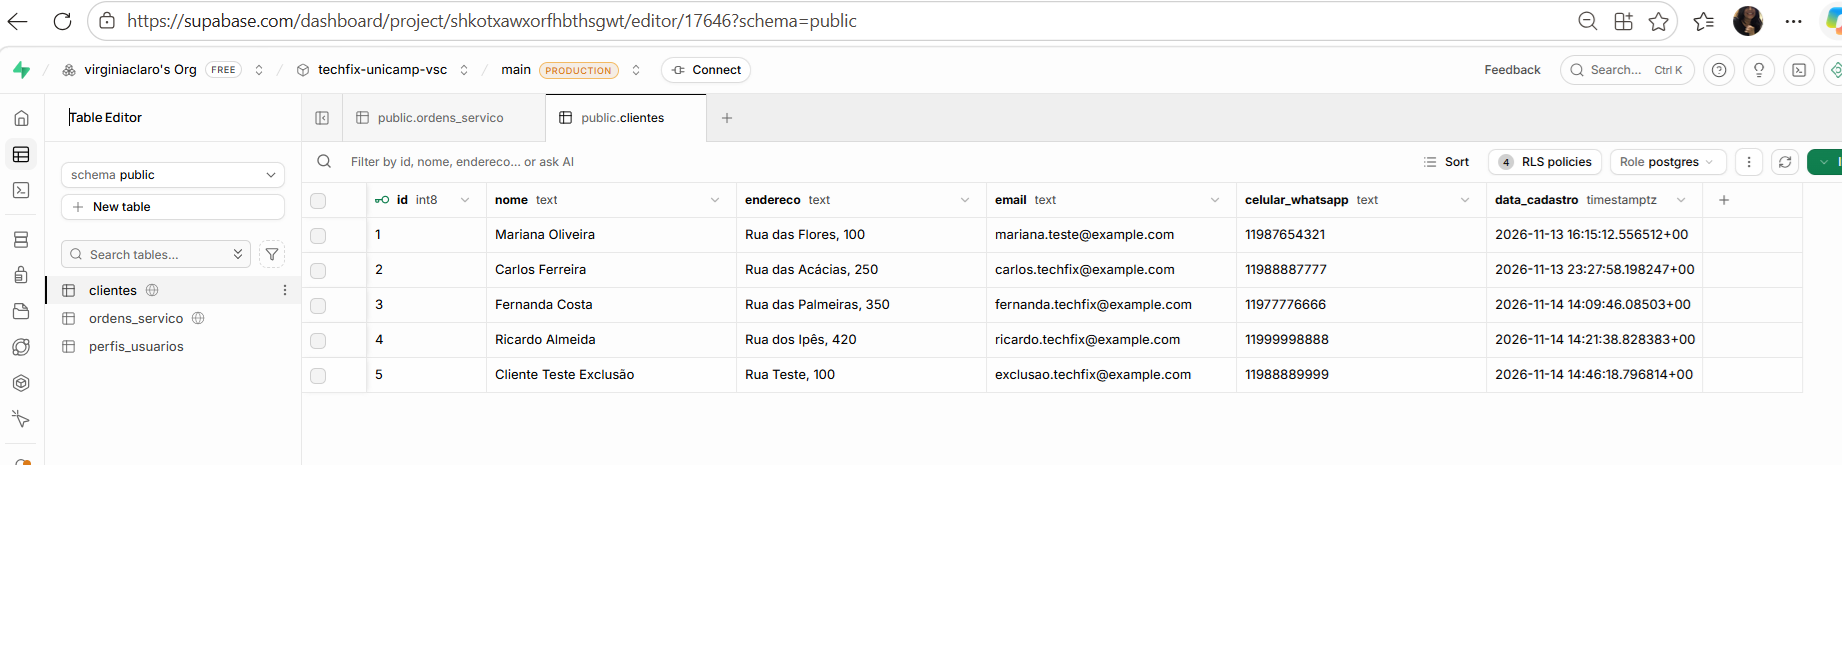 https://supabase.com/dashboard/project/shkotxawxorfhbthsgwt/editor/17646?schema=public
virginiaclaro's Org FREE / techfix-unicamp-vsc / main PRODUCTION Connect Feedback Search... Ctrl K
Table Editor public.ordens_servico public.clientes
schema public Filter by id, nome, endereco... or ask AI Sort 4 RLS policies Role postgres
New table id int8 nome text endereco text email text celular_whatsapp text data_cadastro timestamptz
1 Mariana Oliveira Rua das Flores, 100 mariana.teste@example.com 11987654321 2026-11-13 16:15:12.556512+00
Search tables...
2 Carlos Ferreira Rua das Acácias, 250 carlos.techfix@example.com 11988887777 2026-11-13 23:27:58.198247+00
clientes
3 Fernanda Costa Rua das Palmeiras, 350 fernanda.techfix@example.com 11977776666 2026-11-14 14:09:46.08503+00
ordens_servico
4 Ricardo Almeida Rua dos Ipês, 420 ricardo.techfix@example.com 11999998888 2026-11-14 14:21:38.828383+00
perfis_usuarios
5 Cliente Teste Exclusão Rua Teste, 100 exclusao.techfix@example.com 11988889999 2026-11-14 14:46:18.796814+00